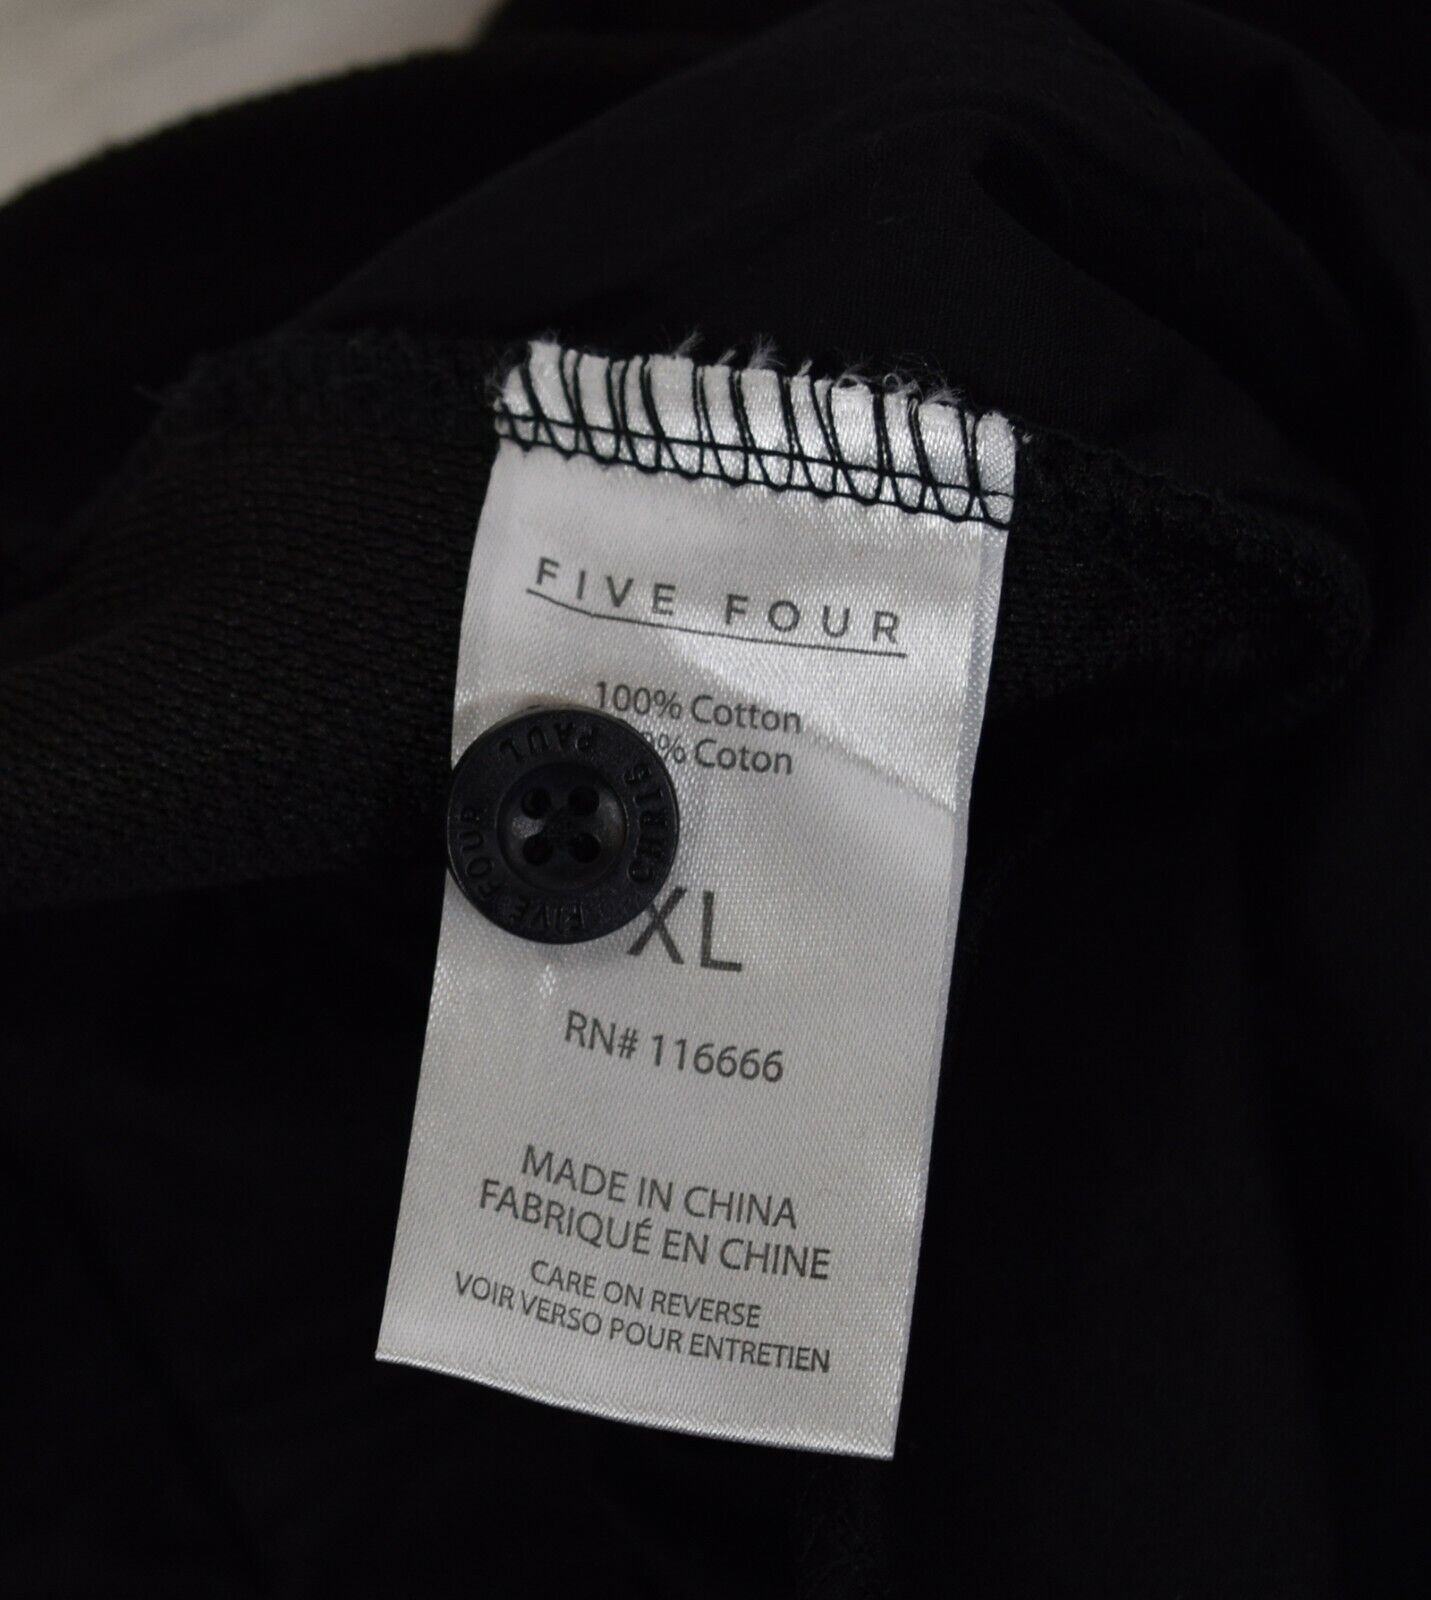 FIVE FOUR
100% Cotton
% Coton
CHRIS PAUL
FIVE FOUR
XL
RN# 116666
MADE IN CHINA
FABRIQUÉ EN CHINE
CARE ON REVERSE
VOIR VERSO POUR ENTRETIEN